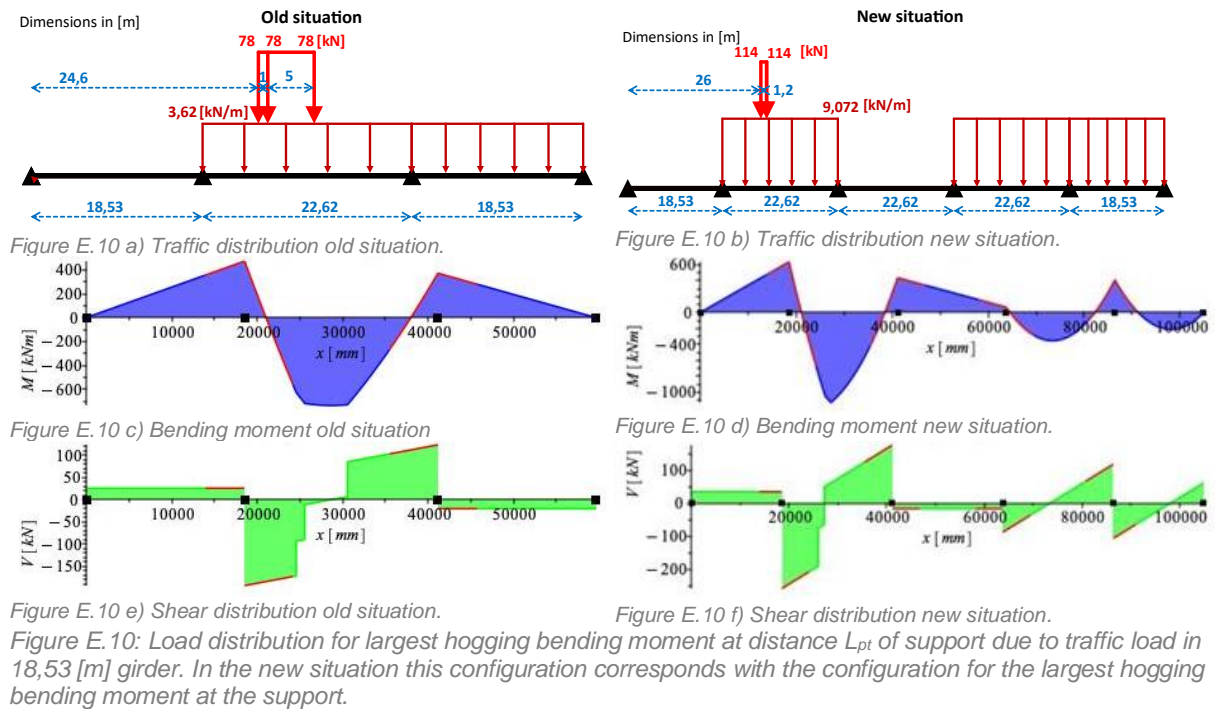 Old situation
Dimensions in [m]
78 78 78 [kN]
24,6 1 5
3,62 [kN/m]
18,53 22,62 18,53
Figure E.10 a) Traffic distribution old situation.
New situation
Dimensions in [m]
114 114 [kN]
26 1,2
9,072 [kN/m]
18,53 22,62 22,62 22,62 18,53
Figure E.10 b) Traffic distribution new situation.
400
200
0
−200
−400
−600
M [kNm]
10000 20000 30000 40000 50000
x [mm]
Figure E.10 c) Bending moment old situation
600
0
−400
−1000
M [kNm]
20000 40000 60000 80000 100000
x [mm]
Figure E.10 d) Bending moment new situation.
100
50
0
−50
−100
−150
V [kN]
10000 20000 30000 40000 50000
x [mm]
Figure E.10 e) Shear distribution old situation.
100
0
−100
−200
V [kN]
20000 40000 60000 80000 100000
x [mm]
Figure E.10 f) Shear distribution new situation.
Figure E.10: Load distribution for largest hogging bending moment at distance Lpt of support due to traffic load in
18,53 [m] girder. In the new situation this configuration corresponds with the configuration for the largest hogging
bending moment at the support.